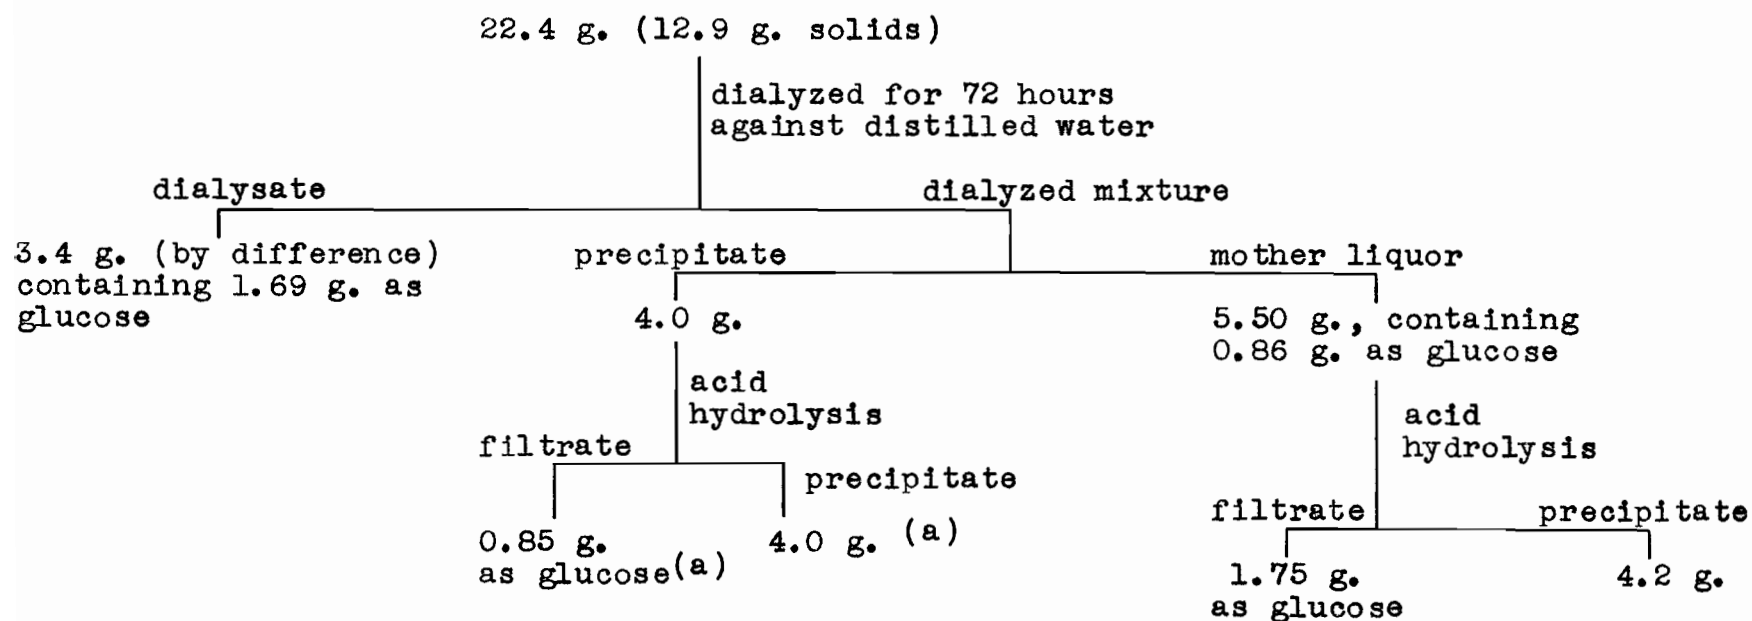 22.4 g. (12.9 g. solids)
dialyzed for 72 hours
against distilled water
dialysate
dialyzed mixture
3.4 g. (by difference)
containing 1.69 g. as
glucose
precipitate
mother liquor
4.0 g.
5.50 g., containing
0.86 g. as glucose
acid
hydrolysis
acid
hydrolysis
filtrate
precipitate
0.85 g.
as glucose(a)
4.0 g. (a)
filtrate
precipitate
1.75 g.
as glucose
4.2 g.